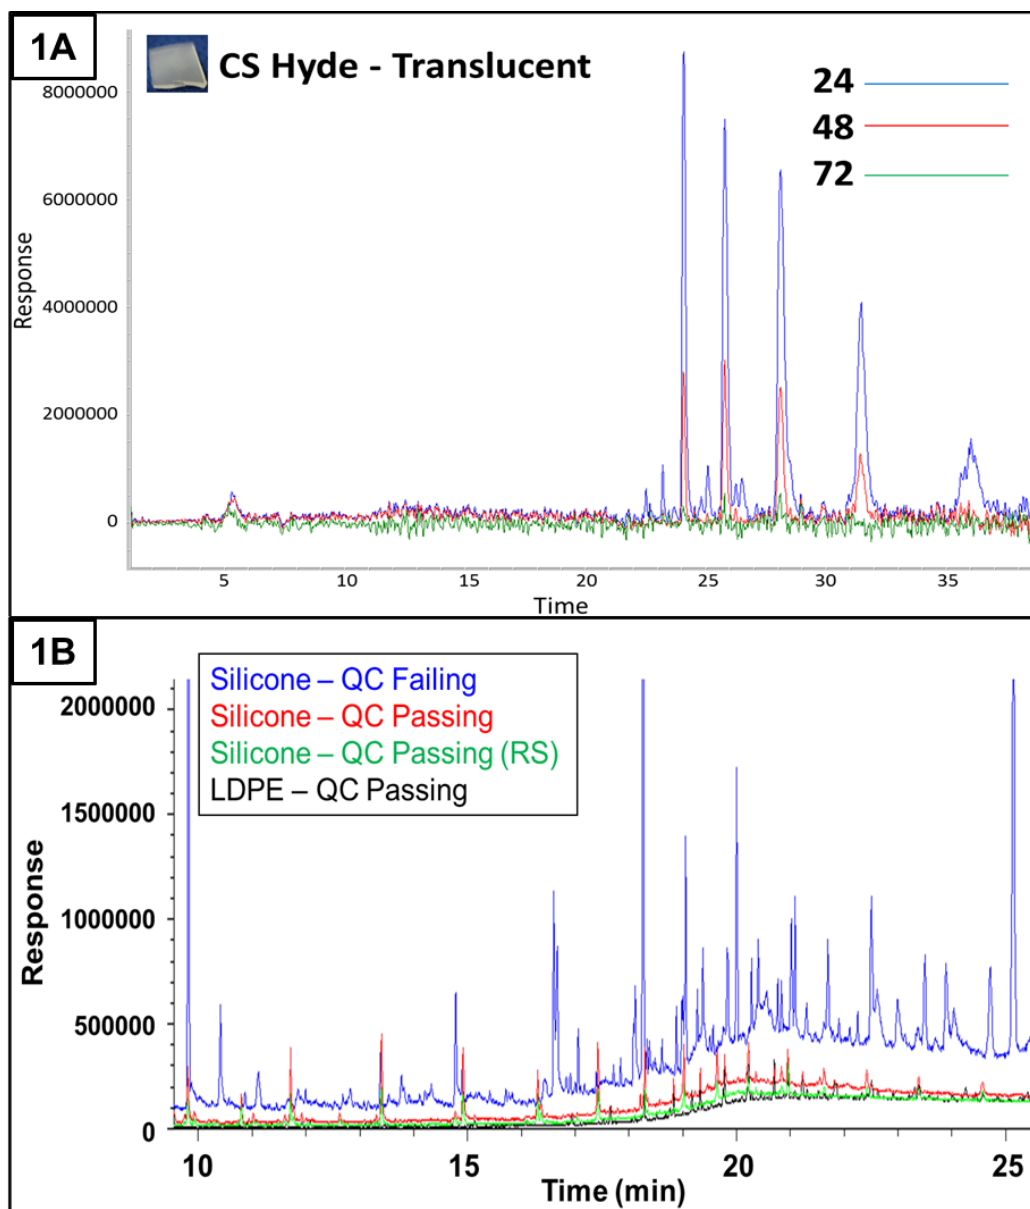 1A
CS Hyde - Translucent
24
48
72
8000000
6000000
4000000
2000000
0
Response
5 10 15 20 25 30 35
Time
1B
Silicone – QC Failing
Silicone – QC Passing
Silicone – QC Passing (RS)
LDPE – QC Passing
2000000
1500000
1000000
500000
0
Response
10 15 20 25
Time (min)